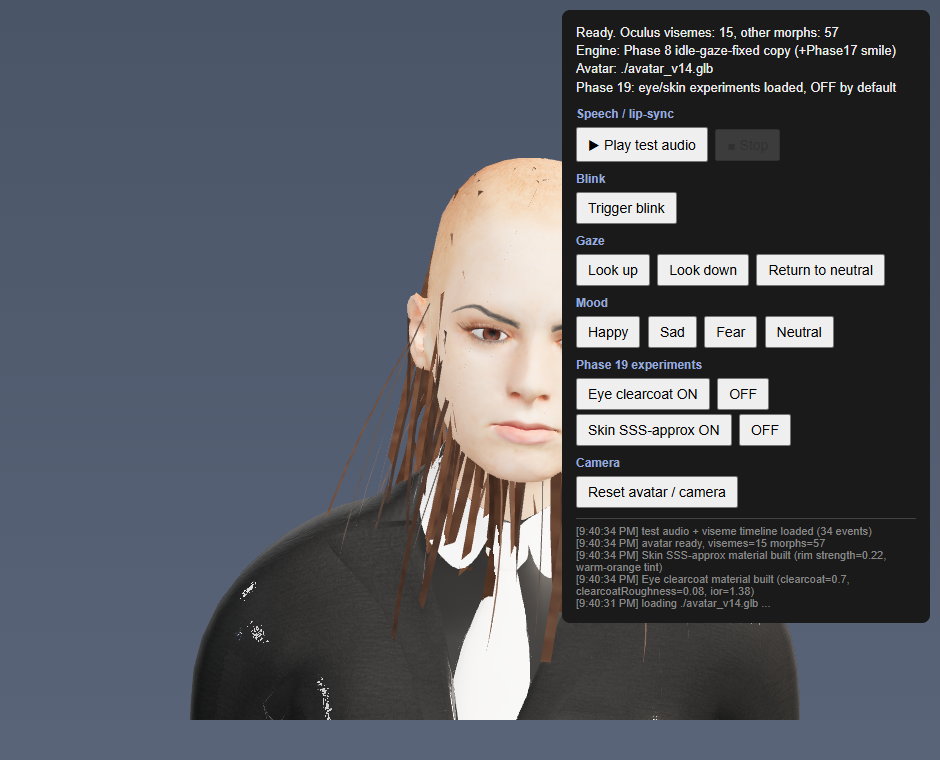 Ready. Oculus visemes: 15, other morphs: 57
Engine: Phase 8 idle-gaze-fixed copy (+Phase17 smile)
Avatar: ./avatar_v14.glb
Phase 19: eye/skin experiments loaded, OFF by default
Speech / lip-sync
▶ Play test audio ■ Stop
Blink
Trigger blink
Gaze
Look up Look down Return to neutral
Mood
Happy Sad Fear Neutral
Phase 19 experiments
Eye clearcoat ON OFF
Skin SSS-approx ON OFF
Camera
Reset avatar / camera
[9:40:34 PM] test audio + viseme timeline loaded (34 events)
[9:40:34 PM] avatar ready, visemes=15 morphs=57
[9:40:34 PM] Skin SSS-approx material built (rim strength=0.22,
warm-orange tint)
[9:40:34 PM] Eye clearcoat material built (clearcoat=0.7,
clearcoatRoughness=0.08, ior=1.38)
[9:40:31 PM] loading ./avatar_v14.glb ...